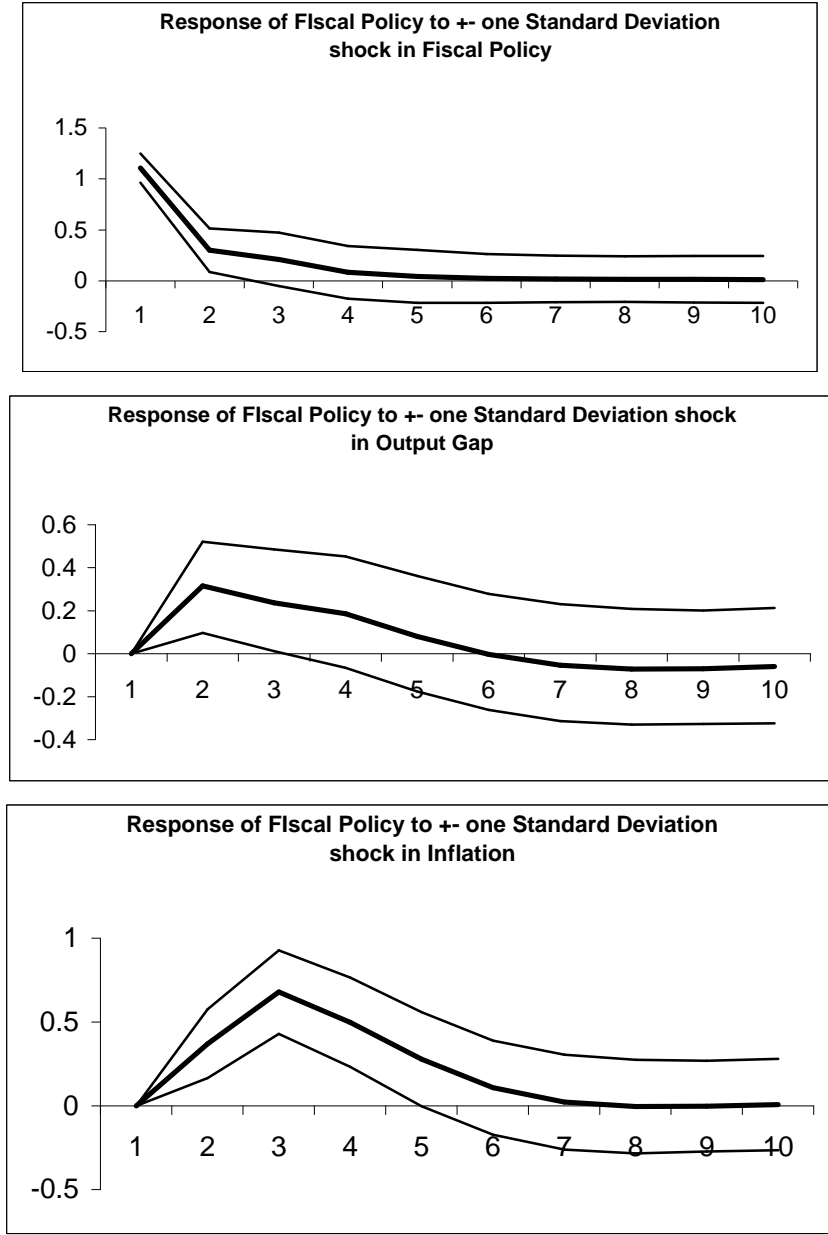 Response of FIscal Policy to +- one Standard Deviation
shock in Fiscal Policy
1.5
1
0.5
0
-0.5
1 2 3 4 5 6 7 8 9 10
Response of FIscal Policy to +- one Standard Deviation shock
in Output Gap
0.6
0.4
0.2
0
-0.2
-0.4
1 2 3 4 5 6 7 8 9 10
Response of FIscal Policy to +- one Standard Deviation
shock in Inflation
1
0.5
0
-0.5
1 2 3 4 5 6 7 8 9 10